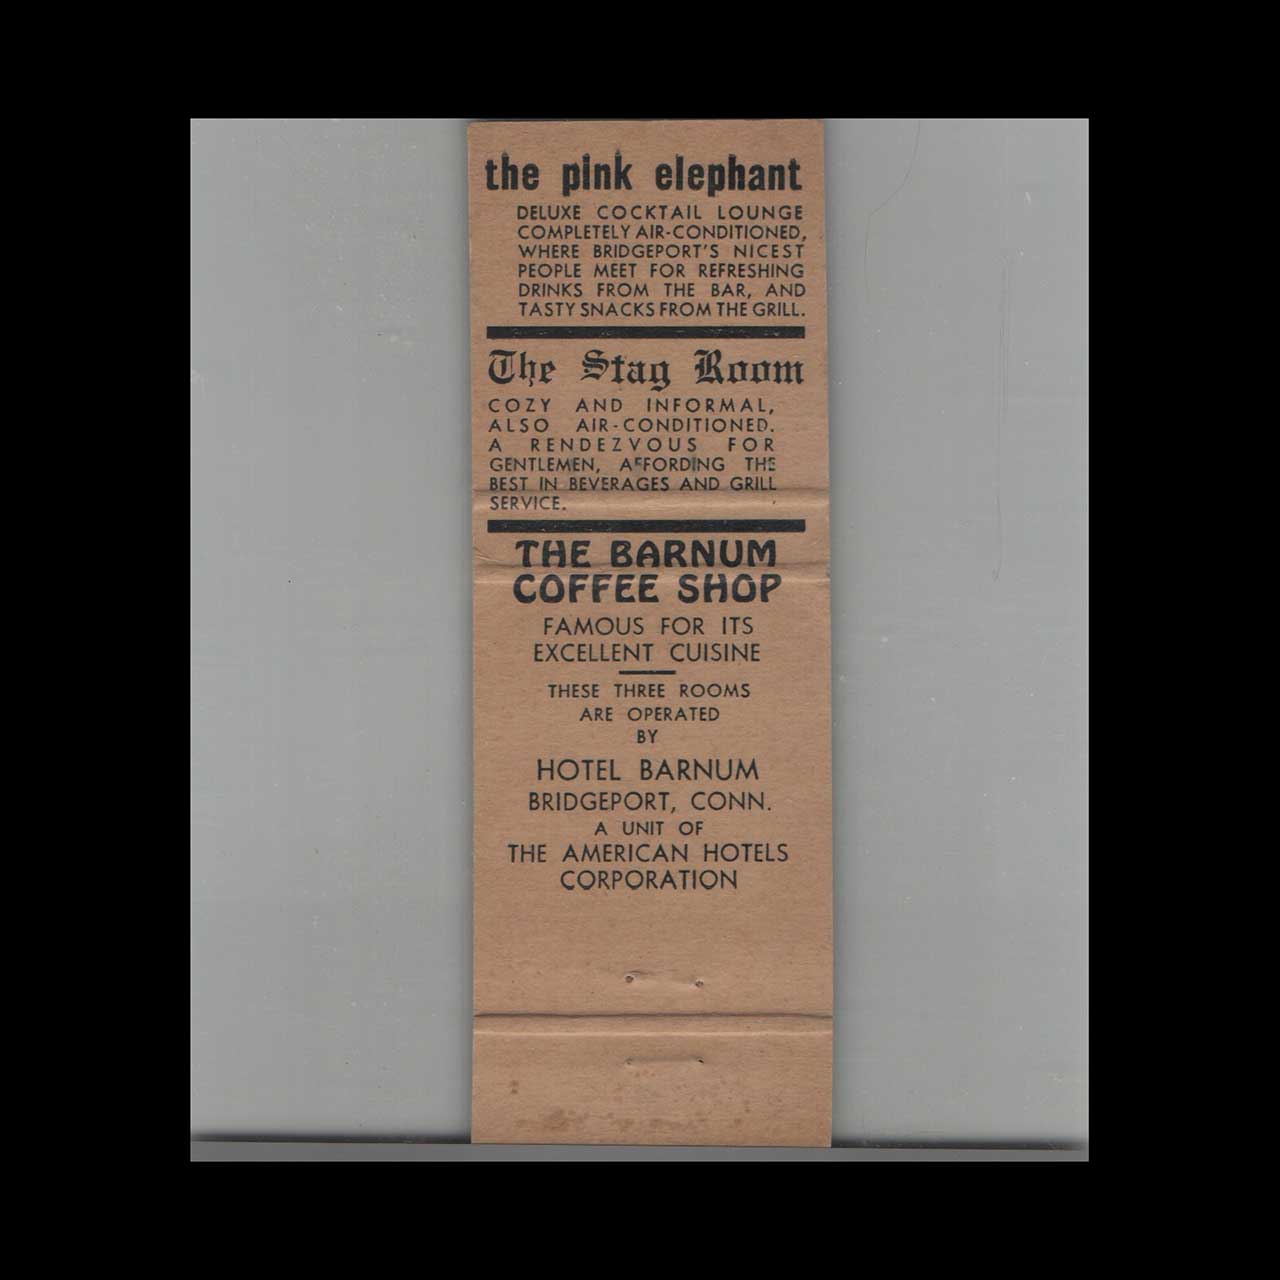 the pink elephant
DELUXE COCKTAIL LOUNGE
COMPLETELY AIR-CONDITIONED,
WHERE BRIDGEPORT'S NICEST
PEOPLE MEET FOR REFRESHING
DRINKS FROM THE BAR, AND
TASTY SNACKS FROM THE GRILL.
The Stag Room
COZY AND INFORMAL,
ALSO AIR-CONDITIONED.
A RENDEZVOUS FOR
GENTLEMEN, AFFORDING THE
BEST IN BEVERAGES AND GRILL
SERVICE.
THE BARNUM
COFFEE SHOP
FAMOUS FOR ITS
EXCELLENT CUISINE
THESE THREE ROOMS
ARE OPERATED
BY
HOTEL BARNUM
BRIDGEPORT, CONN.
A UNIT OF
THE AMERICAN HOTELS
CORPORATION